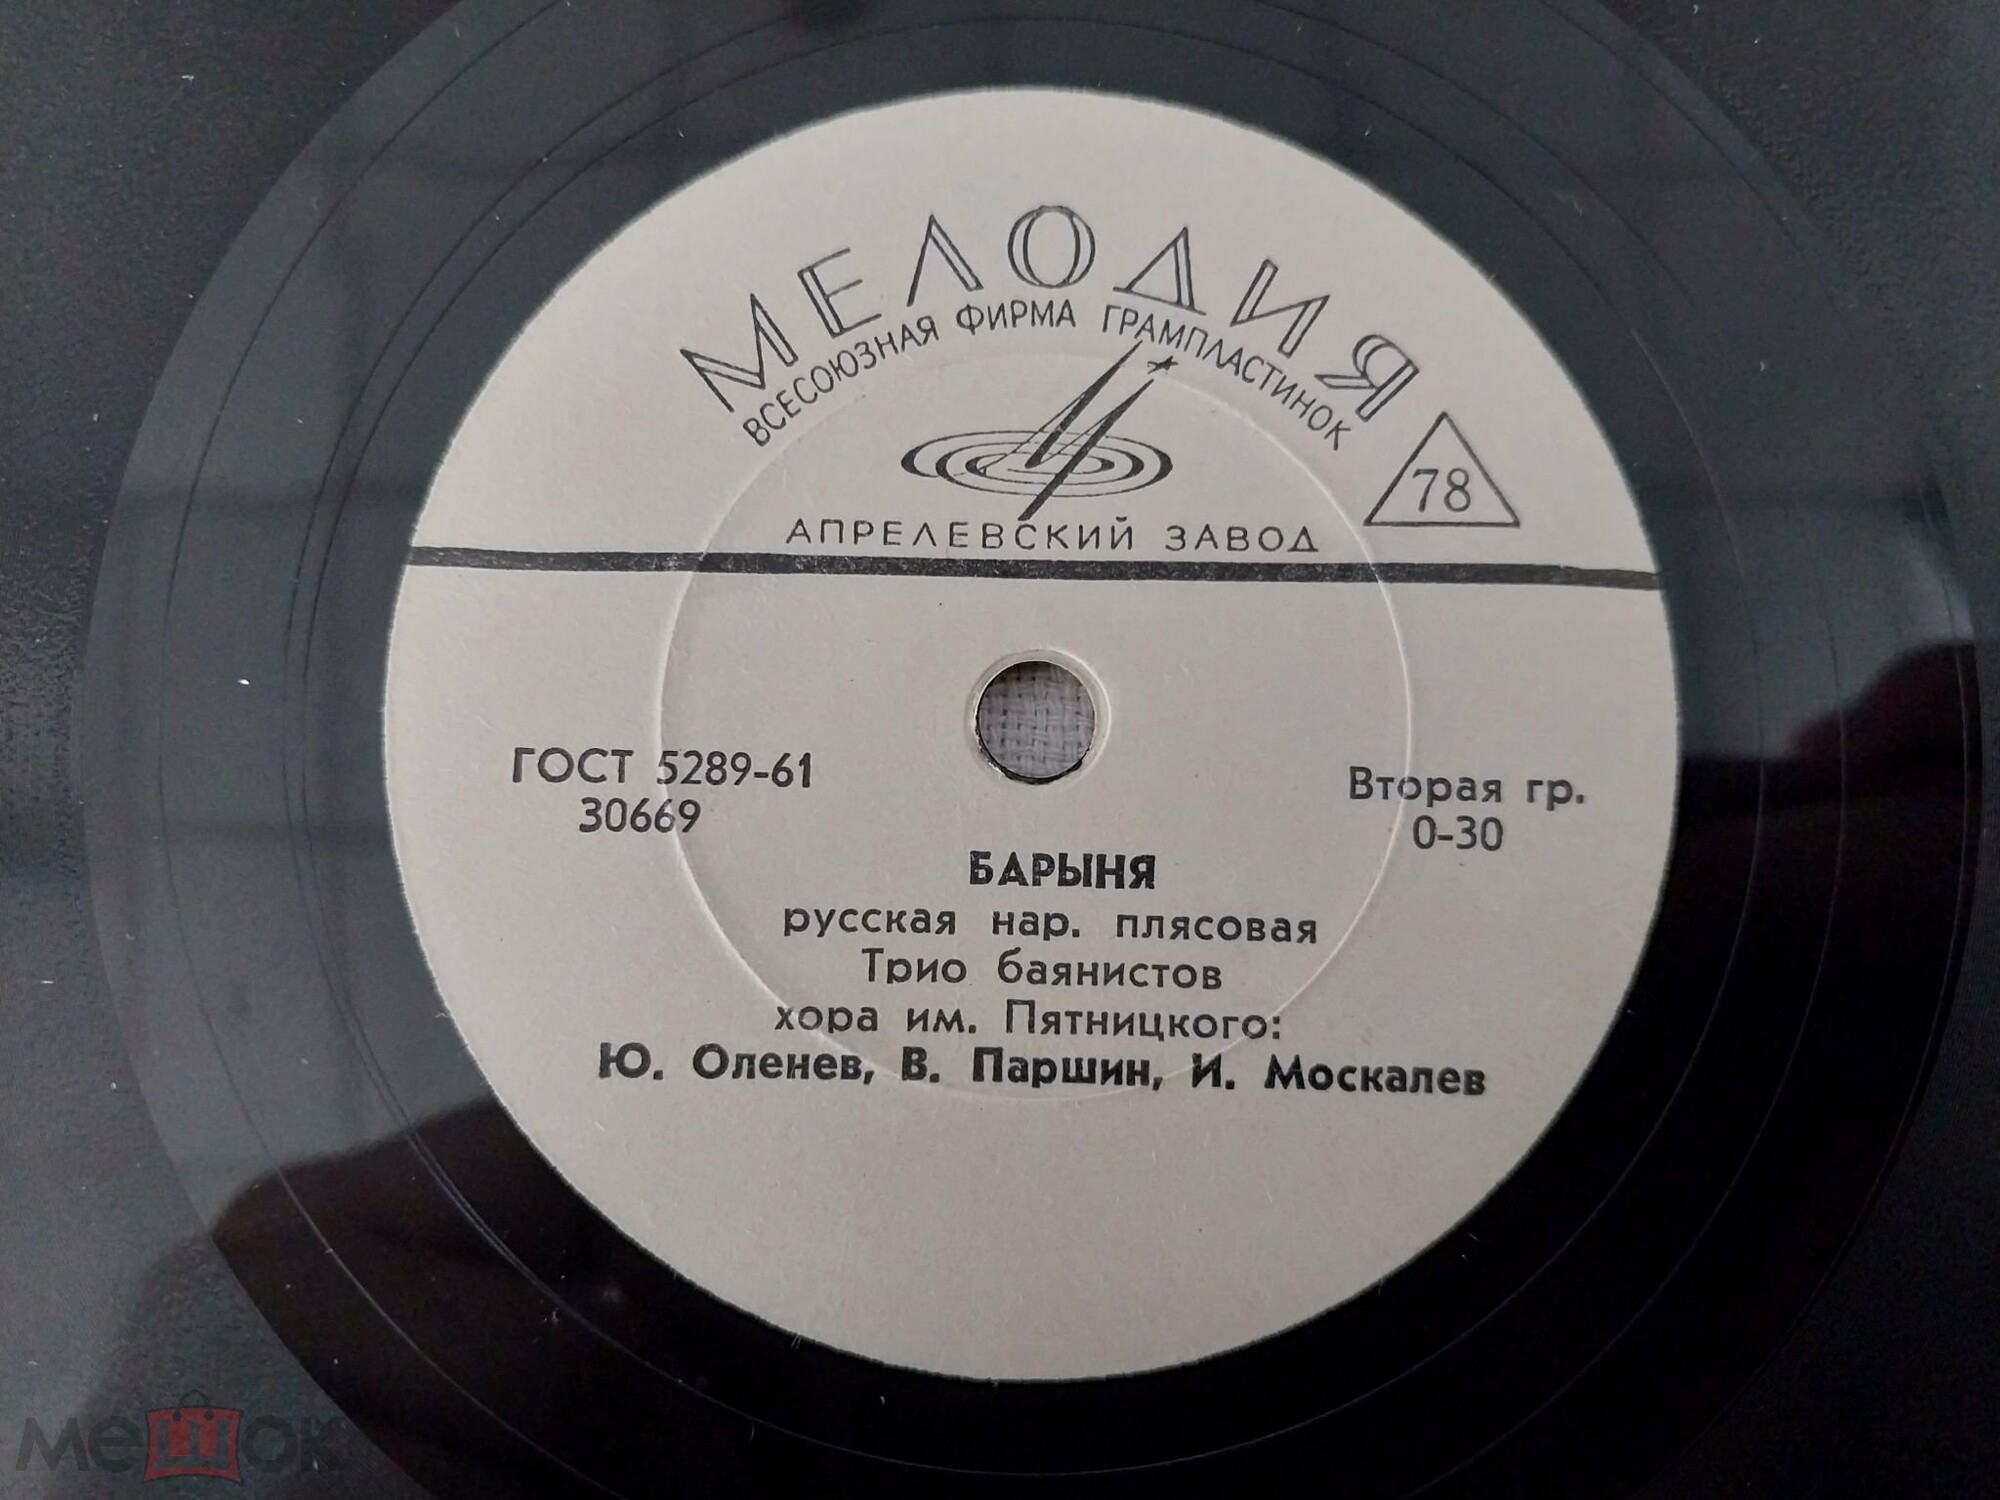 МЕЛОДИЯ
ВСЕСОЮЗНАЯ ФИРМА ГРАМПЛАСТИНОК
78
АПРЕЛЕВСКИЙ ЗАВОД
ГОСТ 5289-61
30669
Вторая гр.
0-30
БАРЫНЯ
русская нар. плясовая
Трио баянистов
хора им. Пятницкого:
Ю. Оленев, В. Паршин, И. Москалев
мешок